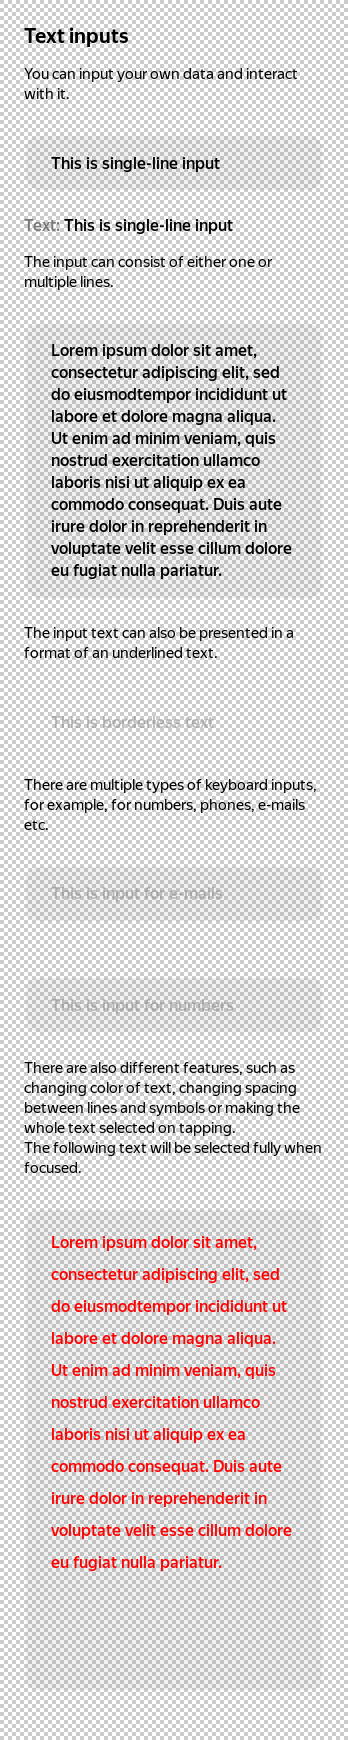 Text inputs
You can input your own data and interact
with it.
This is single-line input
Text: This is single-line input
The input can consist of either one or
multiple lines.
Lorem ipsum dolor sit amet,
consectetur adipiscing elit, sed
do eiusmodtempor incididunt ut
labore et dolore magna aliqua.
Ut enim ad minim veniam, quis
nostrud exercitation ullamco
laboris nisi ut aliquip ex ea
commodo consequat. Duis aute
irure dolor in reprehenderit in
voluptate velit esse cillum dolore
eu fugiat nulla pariatur.
The input text can also be presented in a
format of an underlined text.
This is borderless text
There are multiple types of keyboard inputs,
for example, for numbers, phones, e-mails
etc.
This is input for e-mails
This is input for numbers
There are also different features, such as
changing color of text, changing spacing
between lines and symbols or making the
whole text selected on tapping.
The following text will be selected fully when
focused.
Lorem ipsum dolor sit amet,
consectetur adipiscing elit, sed
do eiusmodtempor incididunt ut
labore et dolore magna aliqua.
Ut enim ad minim veniam, quis
nostrud exercitation ullamco
laboris nisi ut aliquip ex ea
commodo consequat. Duis aute
irure dolor in reprehenderit in
voluptate velit esse cillum dolore
eu fugiat nulla pariatur.